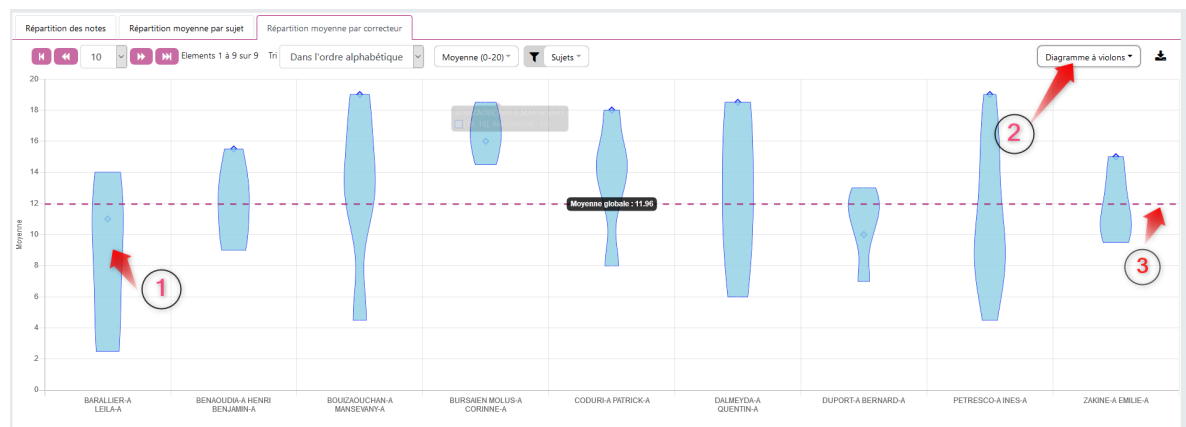 Répartition des notes Répartition moyenne par sujet Répartition moyenne par correcteur
10 Elements 1 à 9 sur 9 Tri Dans l'ordre alphabétique Moyenne (0-20) Sujets Diagramme à violons
20
18
16
14
12
10
8
6
4
2
0
Moyenne
Moyenne globale : 11.96
1
2
3
BARALLIER-A
LEILA-A
BENAOUDIA-A HENRI
BENJAMIN-A
BOUIZAOUCHAN-A
MANSEVANY-A
BURSAIEN MOLUS-A
CORINNE-A
CODURI-A PATRICK-A
DALMEYDA-A
QUENTIN-A
DUPORT-A BERNARD-A
PETRESCO-A INES-A
ZAKINE-A EMILIE-A